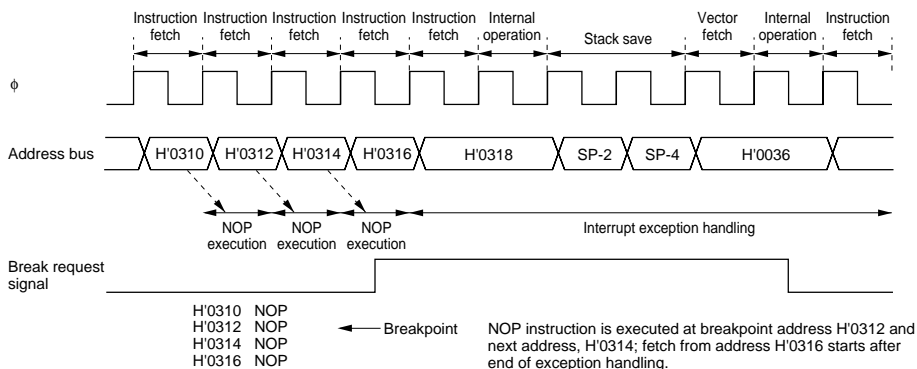 Instruction fetch
Instruction fetch
Instruction fetch
Instruction fetch
Instruction fetch
Internal operation
Stack save
Vector fetch
Internal operation
Instruction fetch
ϕ
Address bus
H'0310
H'0312
H'0314
H'0316
H'0318
SP-2
SP-4
H'0036
NOP execution
NOP execution
NOP execution
Interrupt exception handling
Break request signal
H'0310 NOP
H'0312 NOP
H'0314 NOP
H'0316 NOP
Breakpoint
NOP instruction is executed at breakpoint address H'0312 and
next address, H'0314; fetch from address H'0316 starts after
end of exception handling.